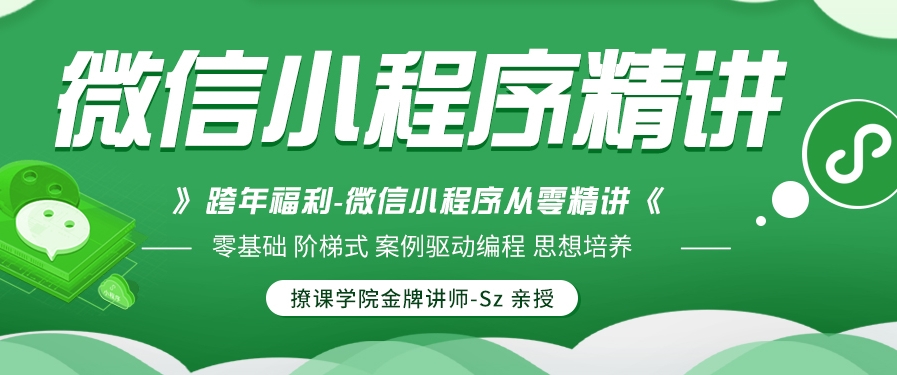 微信小程序精讲
》跨年福利-微信小程序从零精讲《
零基础 阶梯式 案例驱动编程 思想培养
撩课学院金牌讲师-Sz 亲授